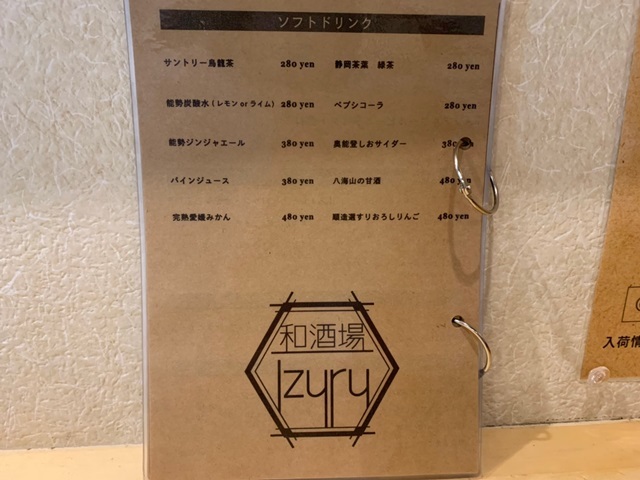 ソフトドリンク
サントリー烏龍茶 280 yen 静岡茶葉 緑茶 280 yen
能勢炭酸水(レモン or ライム) 280 yen ペプシコーラ 280 yen
能勢ジンジャエール 380 yen 奥能登しおサイダー
パインジュース 380 yen 八海山の甘酒 480 yen
完熟愛媛みかん 480 yen 順造選すりおろしりんご 480 yen
和酒場
Izyru
入荷情